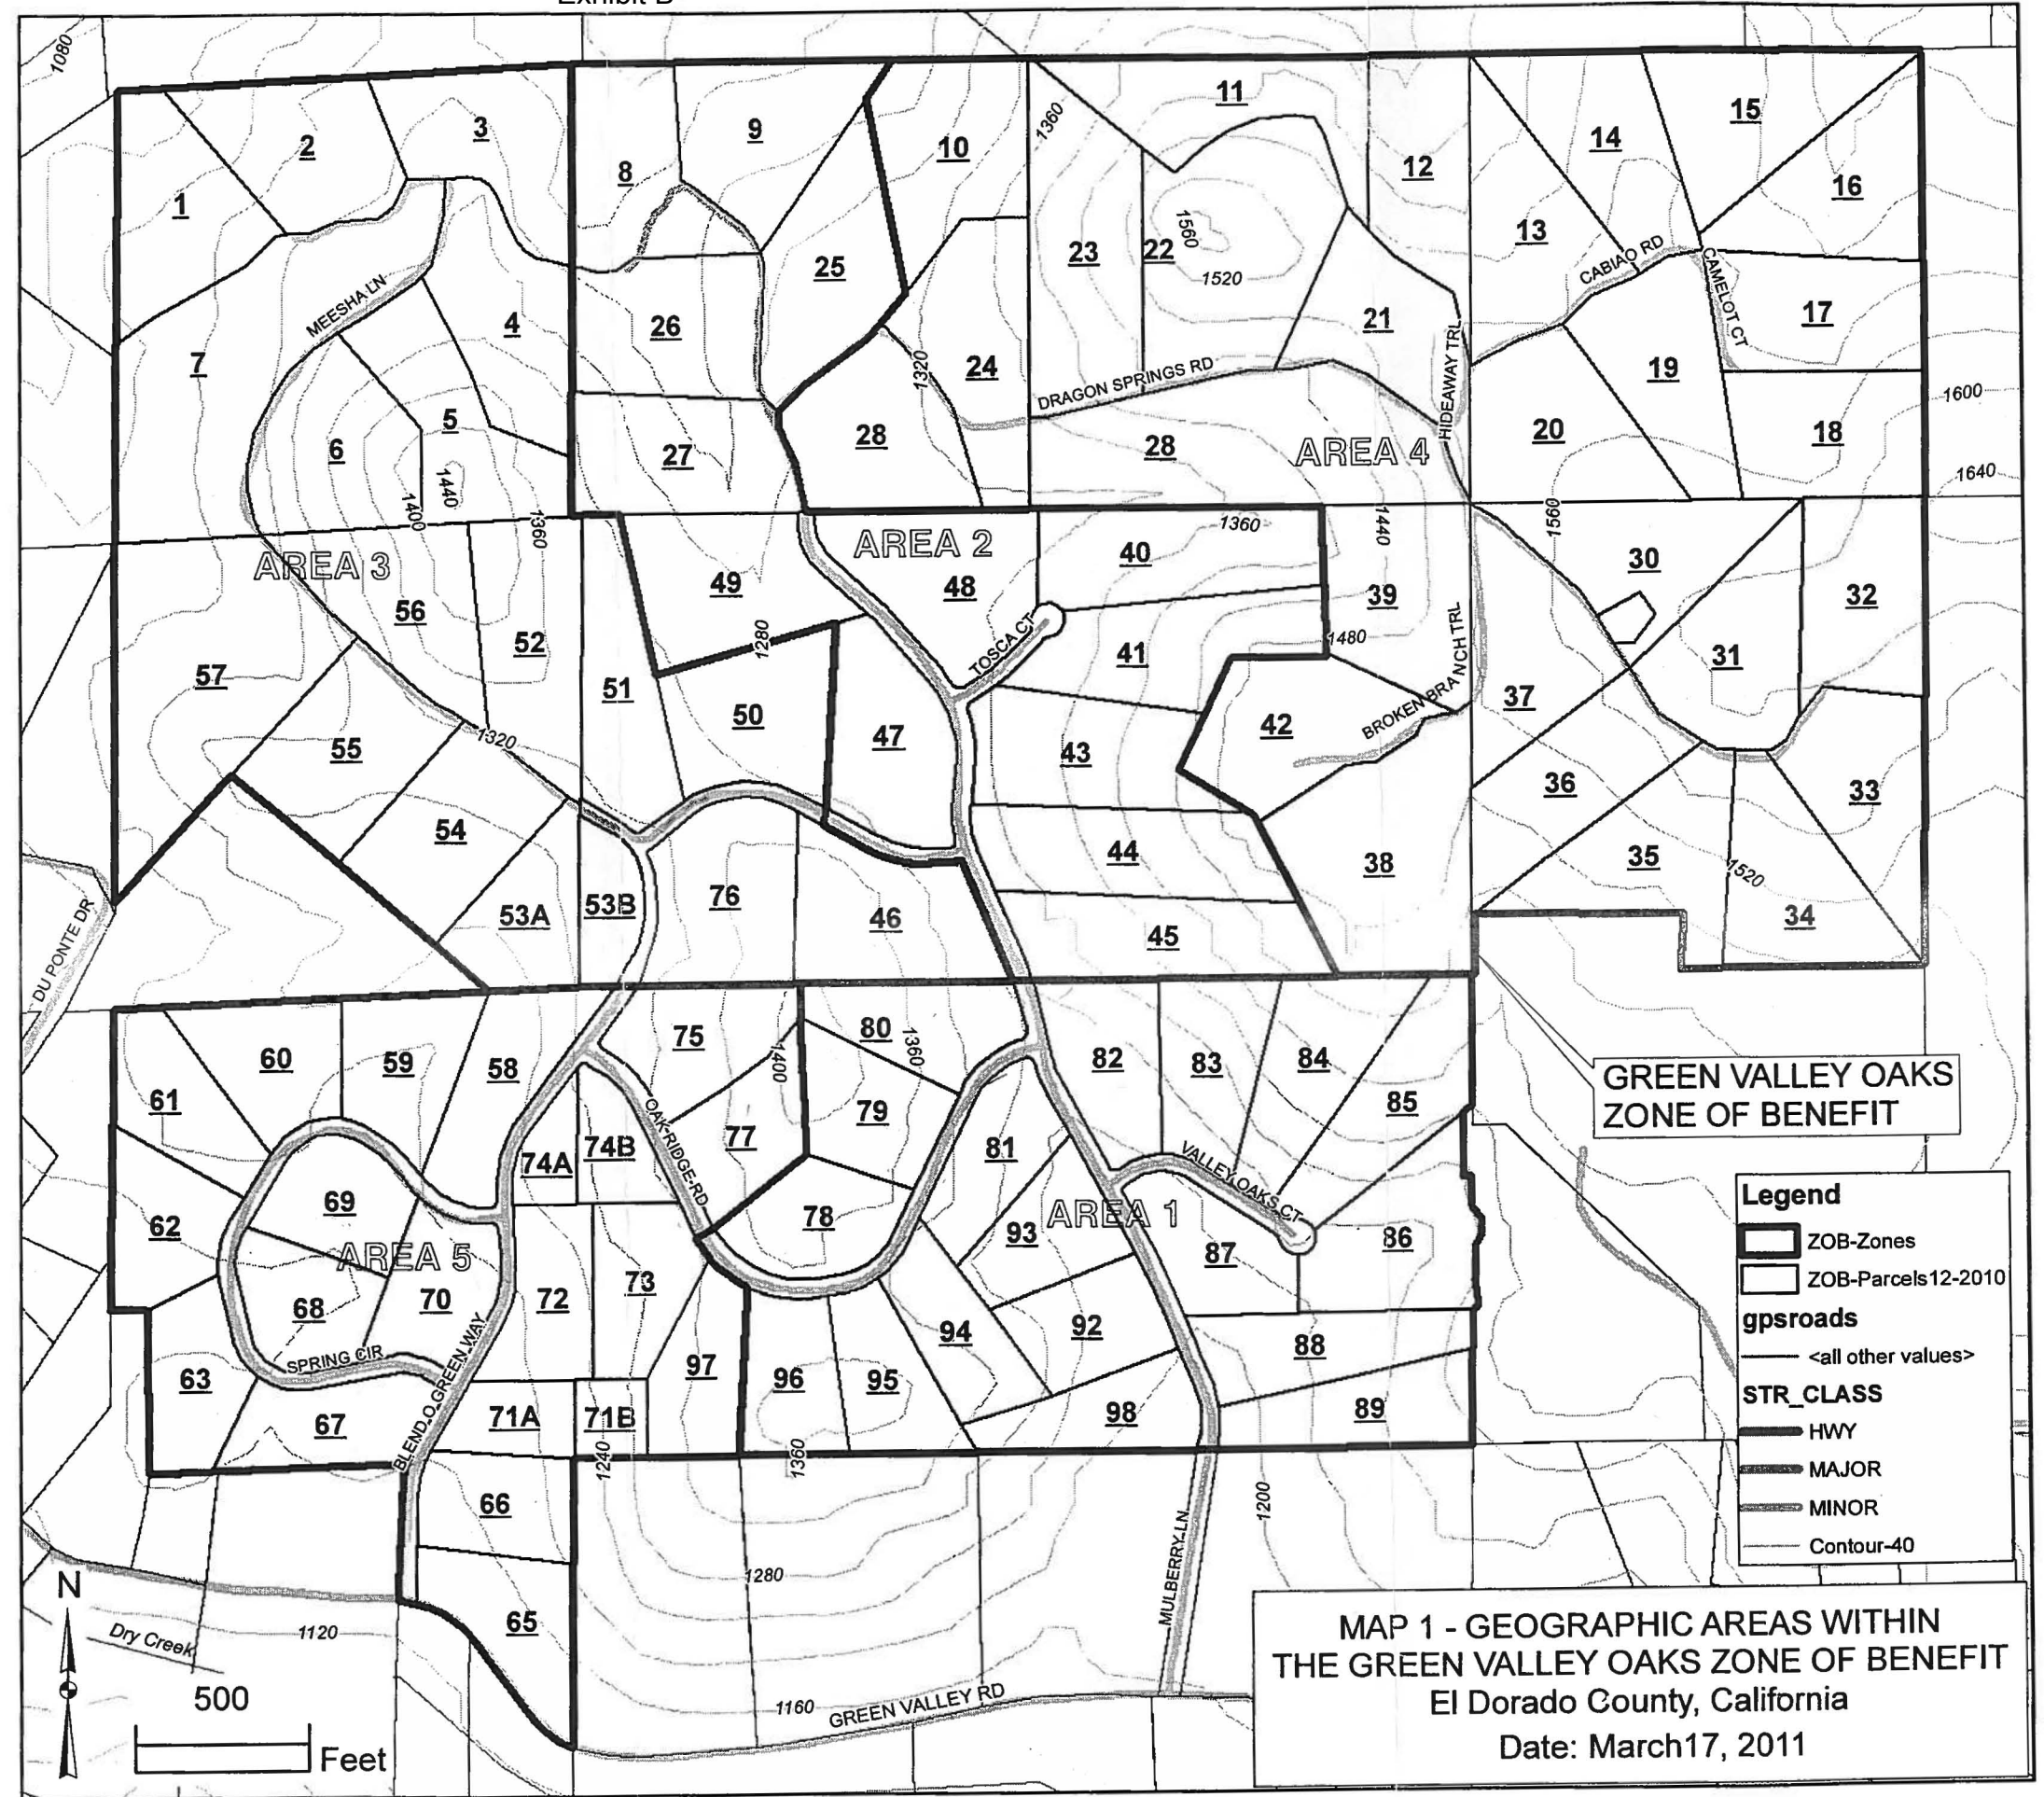 Exhibit B
1080
1
2
3
8
9
10
1360
11
12
13
14
15
16
MEESHA LN
4
7
6
5
1440
1400
1360
26
25
27
28
1320
24
23
22
1560
1520
21
DRAGON SPRINGS RD
28
AREA 4
HIDEAWAY TRL
CABIAO RD
CAMELOT CT
17
19
20
18
1600
1640
AREA 3
56
52
57
55
1320
54
53A
53B
51
49
1280
50
AREA 2
48
TOSCA CT
47
40
1360
41
43
44
45
42
39
1440
1480
BROKEN BRANCH TRL
38
1560
30
31
32
37
36
35
1520
33
34
76
46
DU PONTE DR
61
60
59
58
62
69
AREA 5
68
70
SPRING CIR
63
67
BLEND O GREEN WAY
74A
74B
OAK RIDGE RD
75
1400
77
80
1360
79
78
81
82
83
84
85
VALLEY OAKS CT
AREA 1
93
87
86
72
73
97
71A
71B
1240
96
95
94
92
98
88
89
1360
66
65
1280
1200
MULBERRY LN
1160
GREEN VALLEY RD
1120
Dry Creek
N
500
Feet
GREEN VALLEY OAKS
ZONE OF BENEFIT
Legend
ZOB-Zones
ZOB-Parcels12-2010
gpsroads
<all other values>
STR_CLASS
HWY
MAJOR
MINOR
Contour-40
MAP 1 - GEOGRAPHIC AREAS WITHIN
THE GREEN VALLEY OAKS ZONE OF BENEFIT
El Dorado County, California
Date: March17, 2011